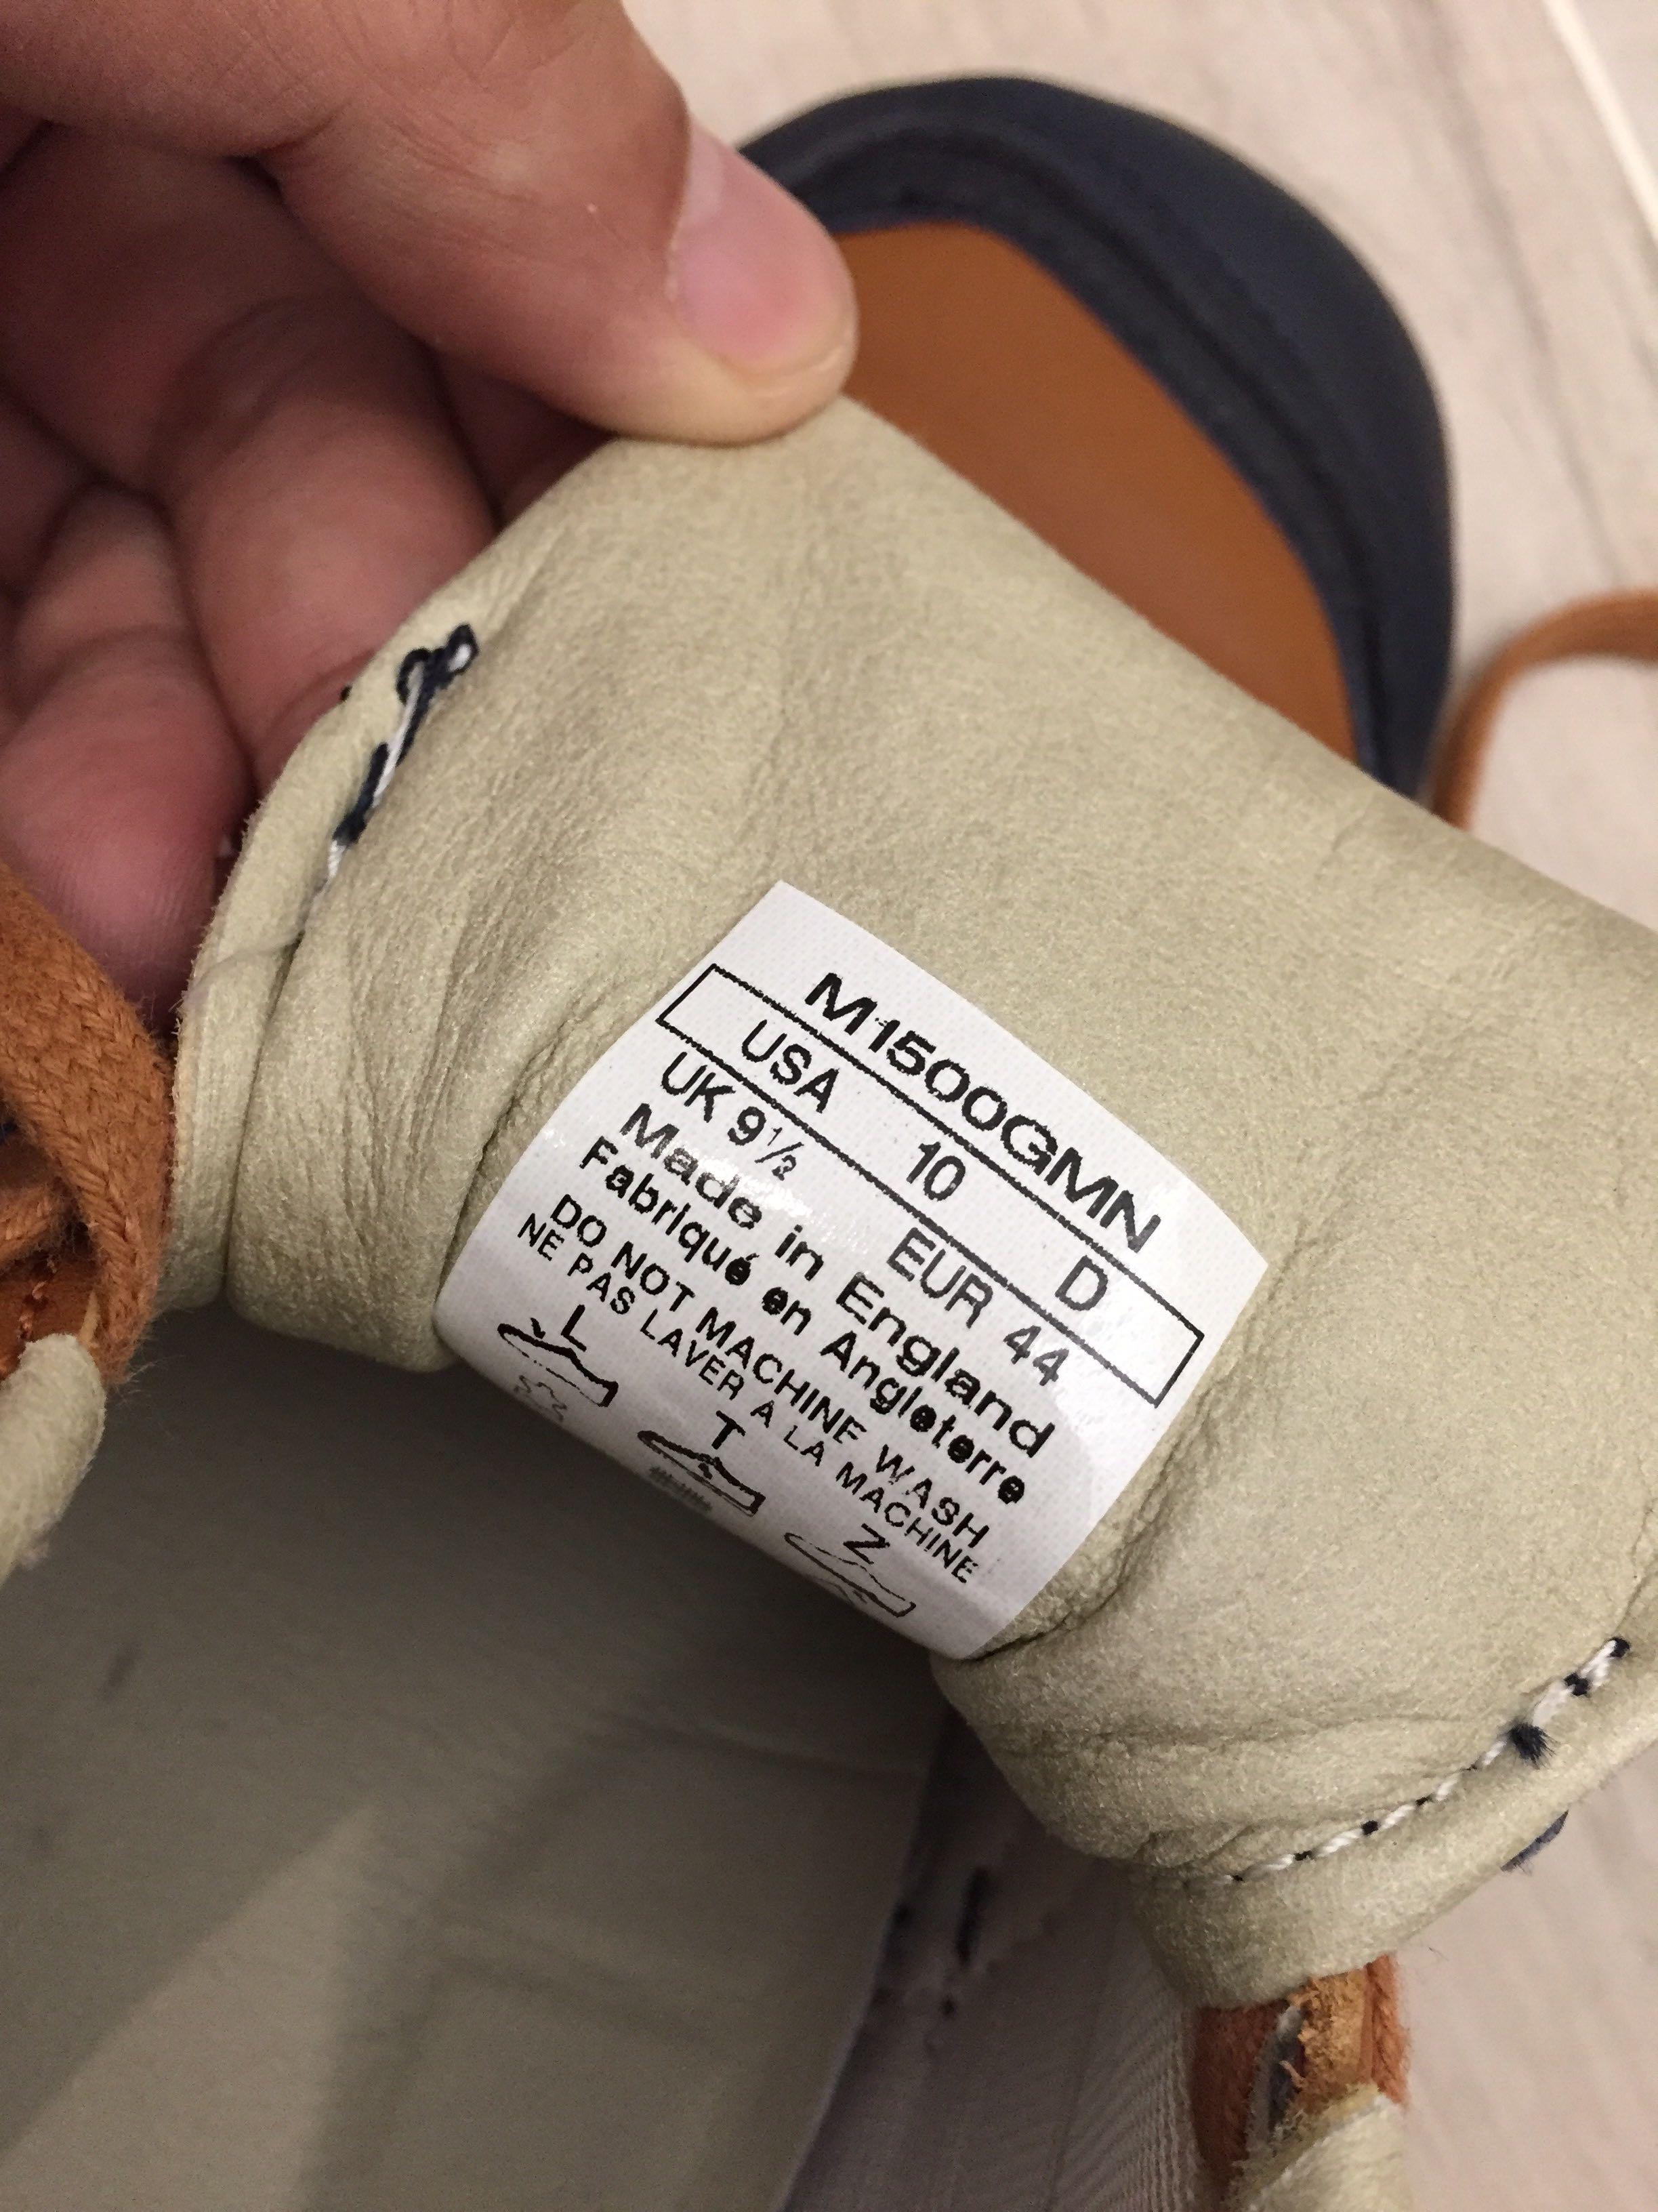 M1500GMN
USA 10 D
UK 9½ EUR 44
Made in England
Fabriqué en Angleterre
DO NOT MACHINE WASH
NE PAS LAVER A LA MACHINE
L T Z